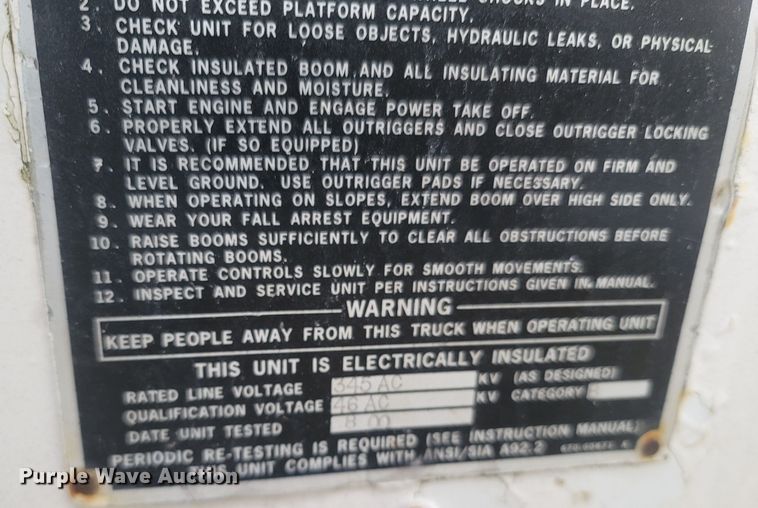 IN PLACE.
2. DO NOT EXCEED PLATFORM CAPACITY.
3. CHECK UNIT FOR LOOSE OBJECTS, HYDRAULIC LEAKS, OR PHYSICAL
DAMAGE.
4. CHECK INSULATED BOOM AND ALL INSULATING MATERIAL FOR
CLEANLINESS AND MOISTURE.
5. START ENGINE AND ENGAGE POWER TAKE OFF.
6. PROPERLY EXTEND ALL OUTRIGGERS AND CLOSE OUTRIGGER LOCKING
VALVES. (IF SO EQUIPPED)
7. IT IS RECOMMENDED THAT THIS UNIT BE OPERATED ON FIRM AND
LEVEL GROUND. USE OUTRIGGER PADS IF NECESSARY.
8. WHEN OPERATING ON SLOPES, EXTEND BOOM OVER HIGH SIDE ONLY.
9. WEAR YOUR FALL ARREST EQUIPMENT.
10. RAISE BOOMS SUFFICIENTLY TO CLEAR ALL OBSTRUCTIONS BEFORE
ROTATING BOOMS.
11. OPERATE CONTROLS SLOWLY FOR SMOOTH MOVEMENTS.
12. INSPECT AND SERVICE UNIT PER INSTRUCTIONS GIVEN IN MANUAL.
WARNING
KEEP PEOPLE AWAY FROM THIS TRUCK WHEN OPERATING UNIT
THIS UNIT IS ELECTRICALLY INSULATED
RATED LINE VOLTAGE 345 AC KV (AS DESIGNED)
QUALIFICATION VOLTAGE 46 AC KV CATEGORY
DATE UNIT TESTED 8 00
PERIODIC RE-TESTING IS REQUIRED (SEE INSTRUCTION MANUAL)
UNIT COMPLIES WITH ANSI/SIA A92.2
Purple Wave Auction